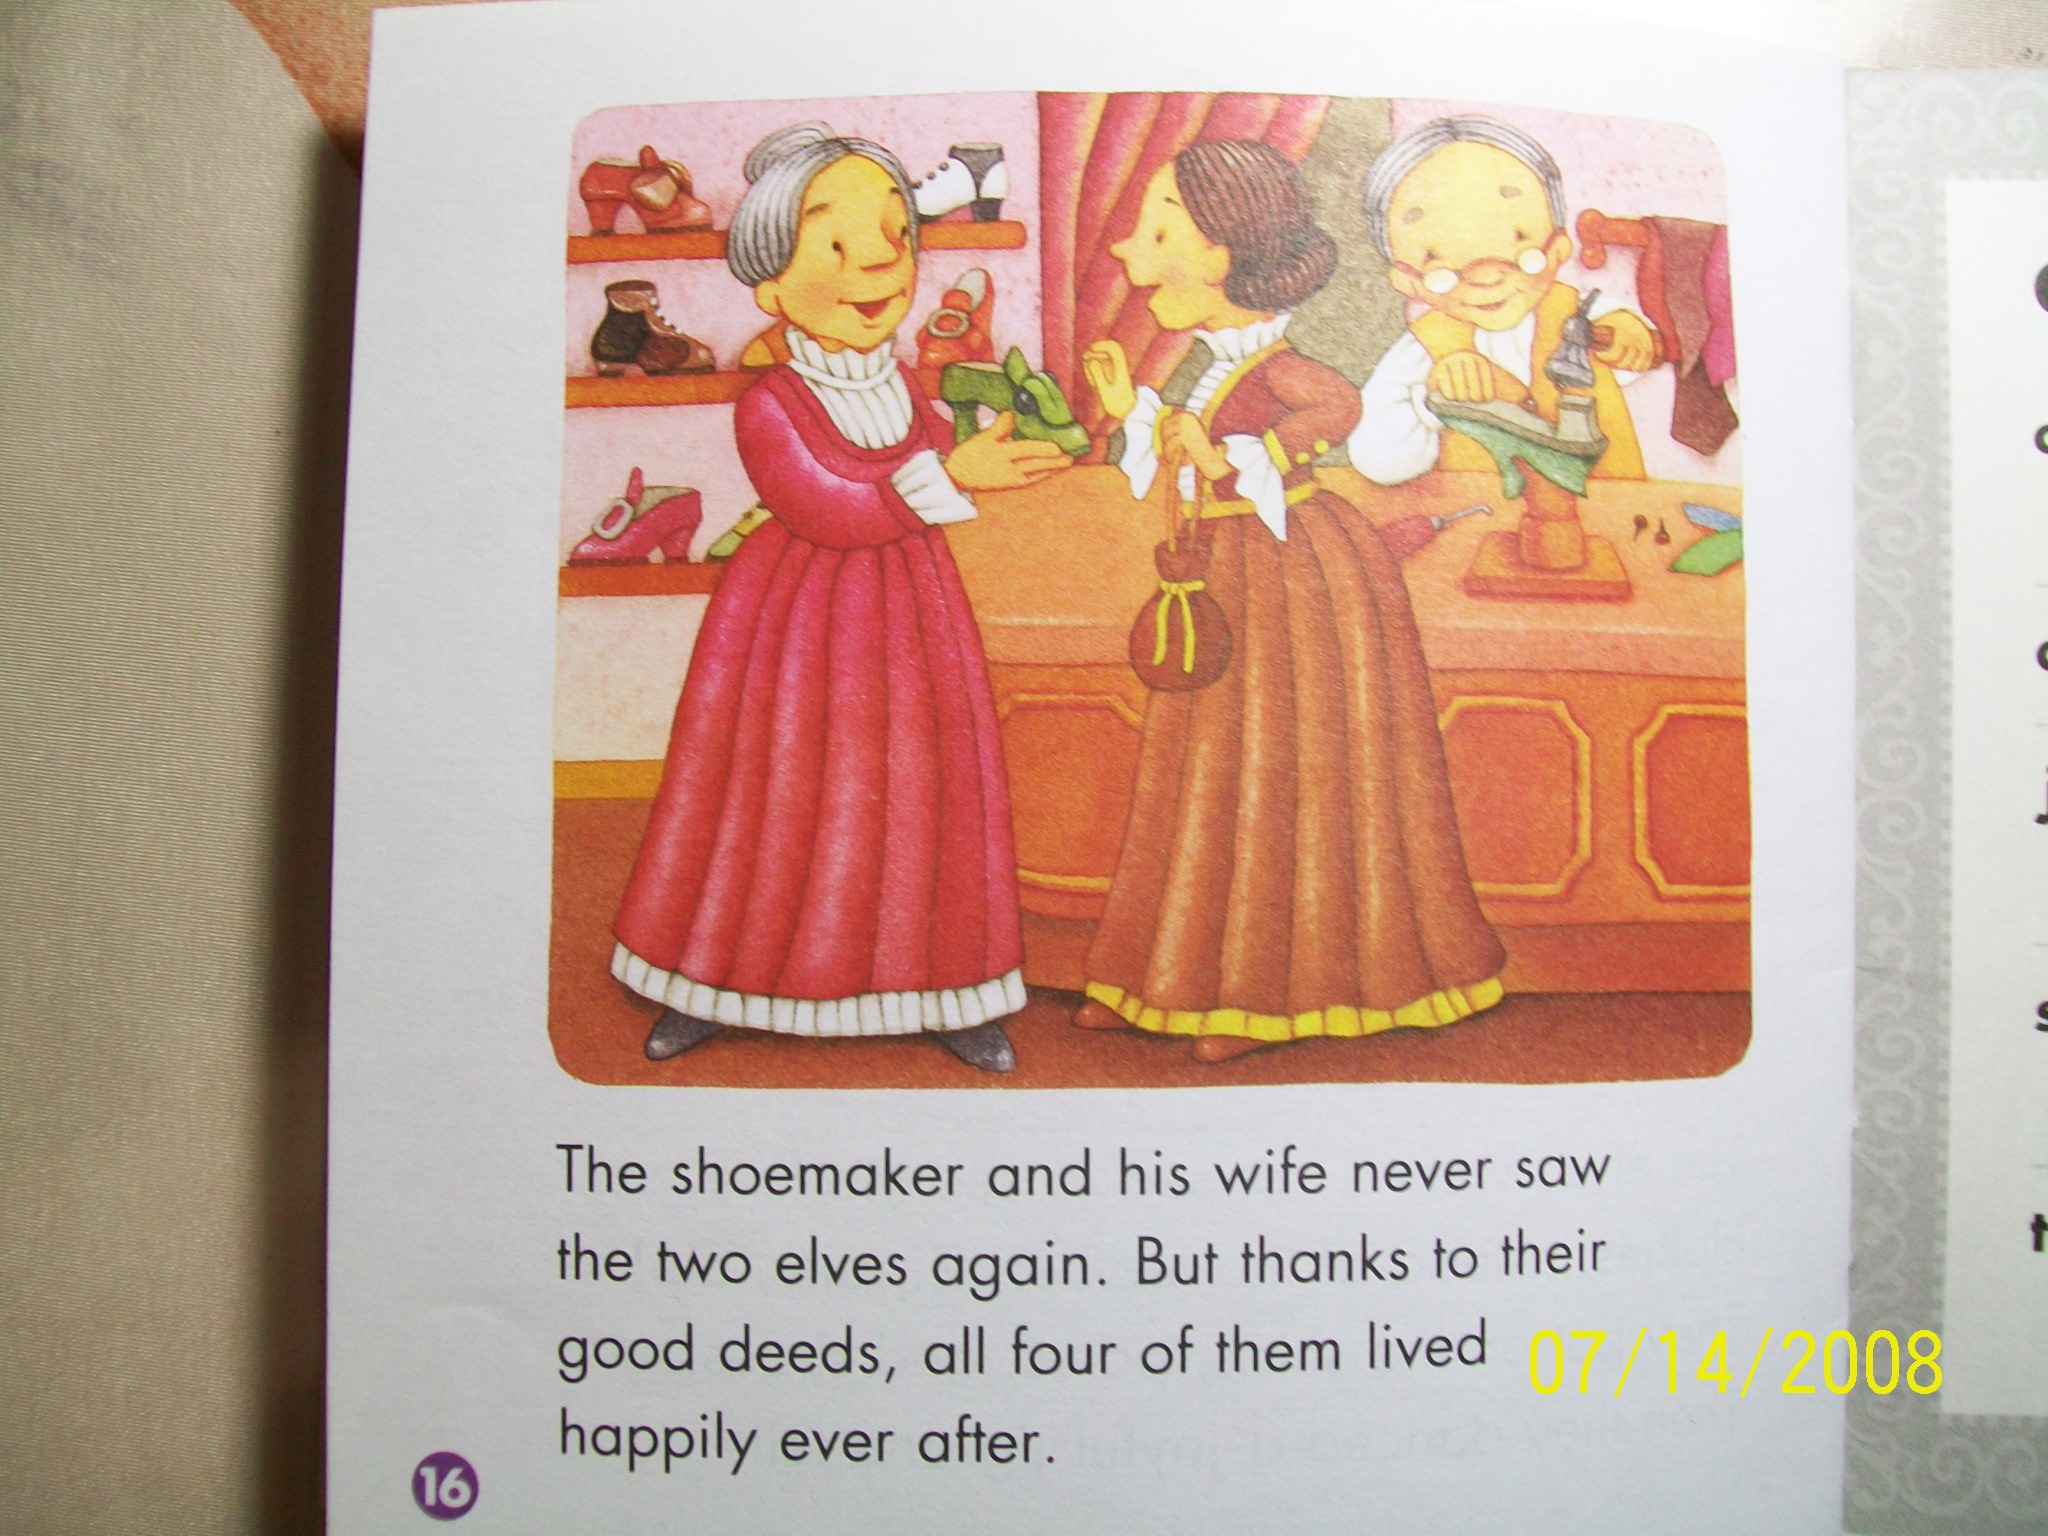 The shoemaker and his wife never saw
the two elves again. But thanks to their
good deeds, all four of them lived
happily ever after.
16
07/14/2008